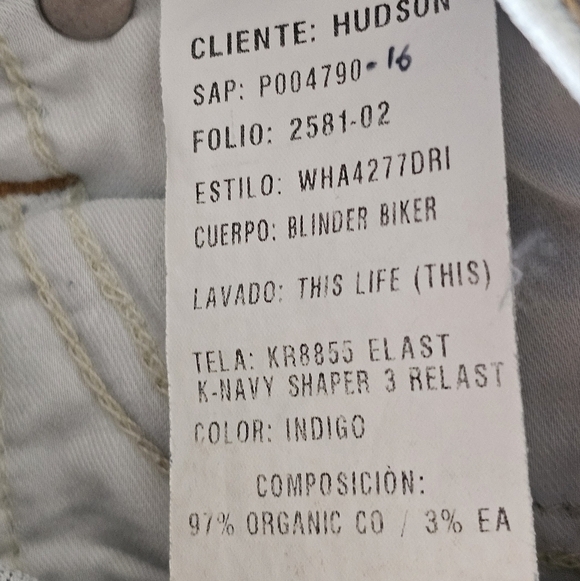 CLIENTE: HUDSON
SAP: P004790-16
FOLIO: 2581-02
ESTILO: WHA4277DRI
CUERPO: BLINDER BIKER
LAVADO: THIS LIFE (THIS)
TELA: KR8855 ELAST
K-NAVY SHAPER 3 RELAST
COLOR: INDIGO
COMPOSICIÒN:
97% ORGANIC CO / 3% EA